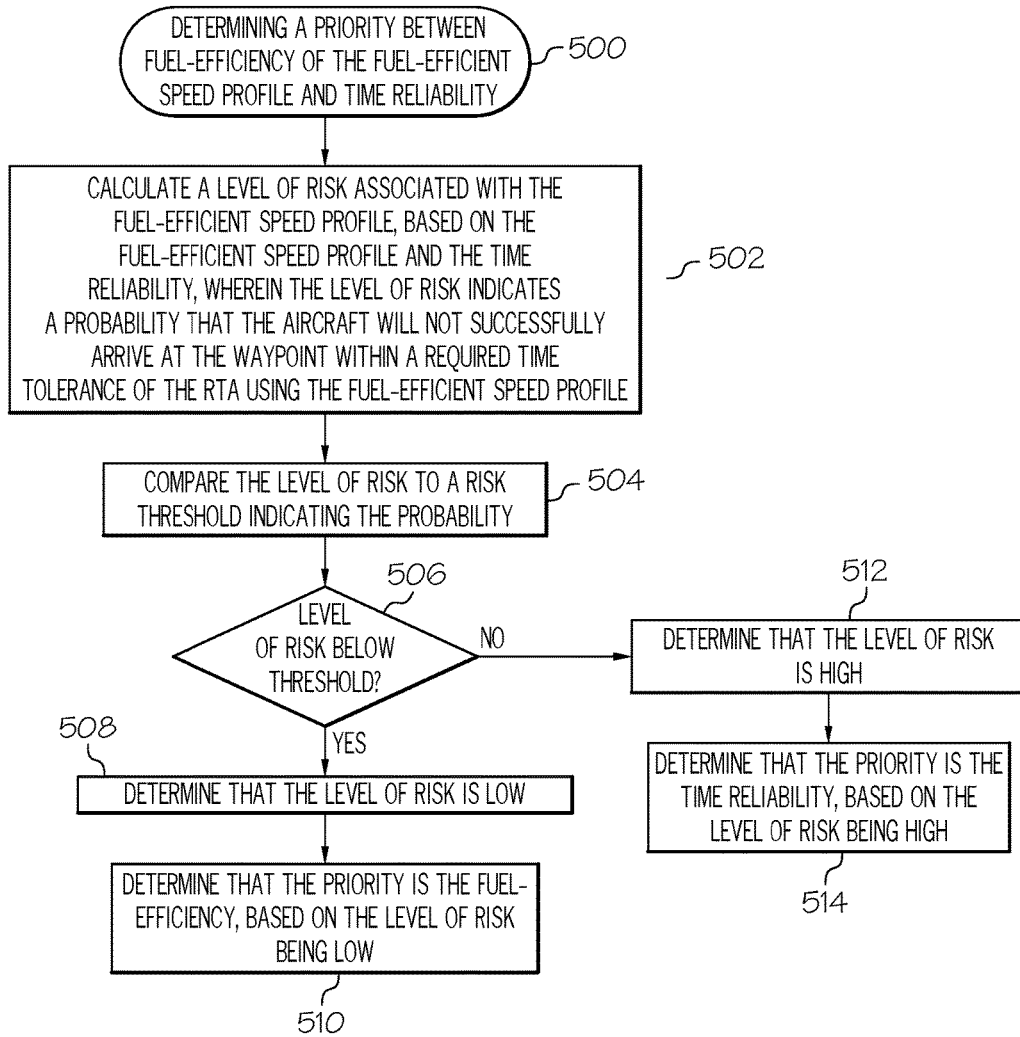 DETERMINING A PRIORITY BETWEEN
FUEL-EFFICIENCY OF THE FUEL-EFFICIENT
SPEED PROFILE AND TIME RELIABILITY
500
CALCULATE A LEVEL OF RISK ASSOCIATED WITH THE
FUEL-EFFICIENT SPEED PROFILE, BASED ON THE
FUEL-EFFICIENT SPEED PROFILE AND THE TIME
RELIABILITY, WHEREIN THE LEVEL OF RISK INDICATES
A PROBABILITY THAT THE AIRCRAFT WILL NOT SUCCESSFULLY
ARRIVE AT THE WAYPOINT WITHIN A REQUIRED TIME
TOLERANCE OF THE RTA USING THE FUEL-EFFICIENT SPEED PROFILE
502
COMPARE THE LEVEL OF RISK TO A RISK
THRESHOLD INDICATING THE PROBABILITY
504
506
LEVEL
OF RISK BELOW
THRESHOLD?
NO
YES
508
DETERMINE THAT THE LEVEL OF RISK IS LOW
DETERMINE THAT THE PRIORITY IS THE FUEL-
EFFICIENCY, BASED ON THE LEVEL OF RISK
BEING LOW
510
512
DETERMINE THAT THE LEVEL OF RISK
IS HIGH
DETERMINE THAT THE PRIORITY IS THE
TIME RELIABILITY, BASED ON THE
LEVEL OF RISK BEING HIGH
514